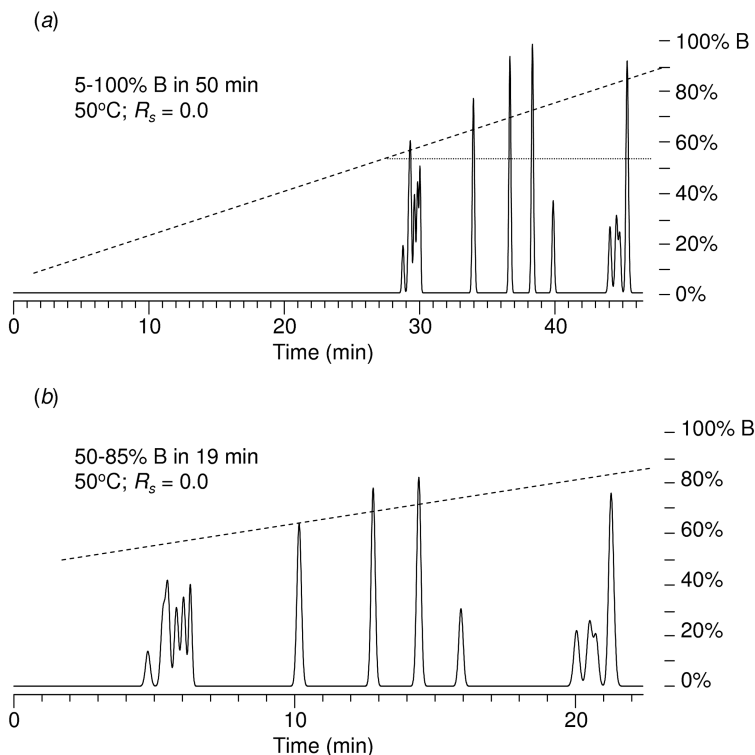 (a)
5-100% B in 50 min
50°C; Rs = 0.0
100% B
80%
60%
40%
20%
0%
0 10 20 30 40
Time (min)
(b)
50-85% B in 19 min
50°C; Rs = 0.0
100% B
80%
60%
40%
20%
0%
0 10 20
Time (min)